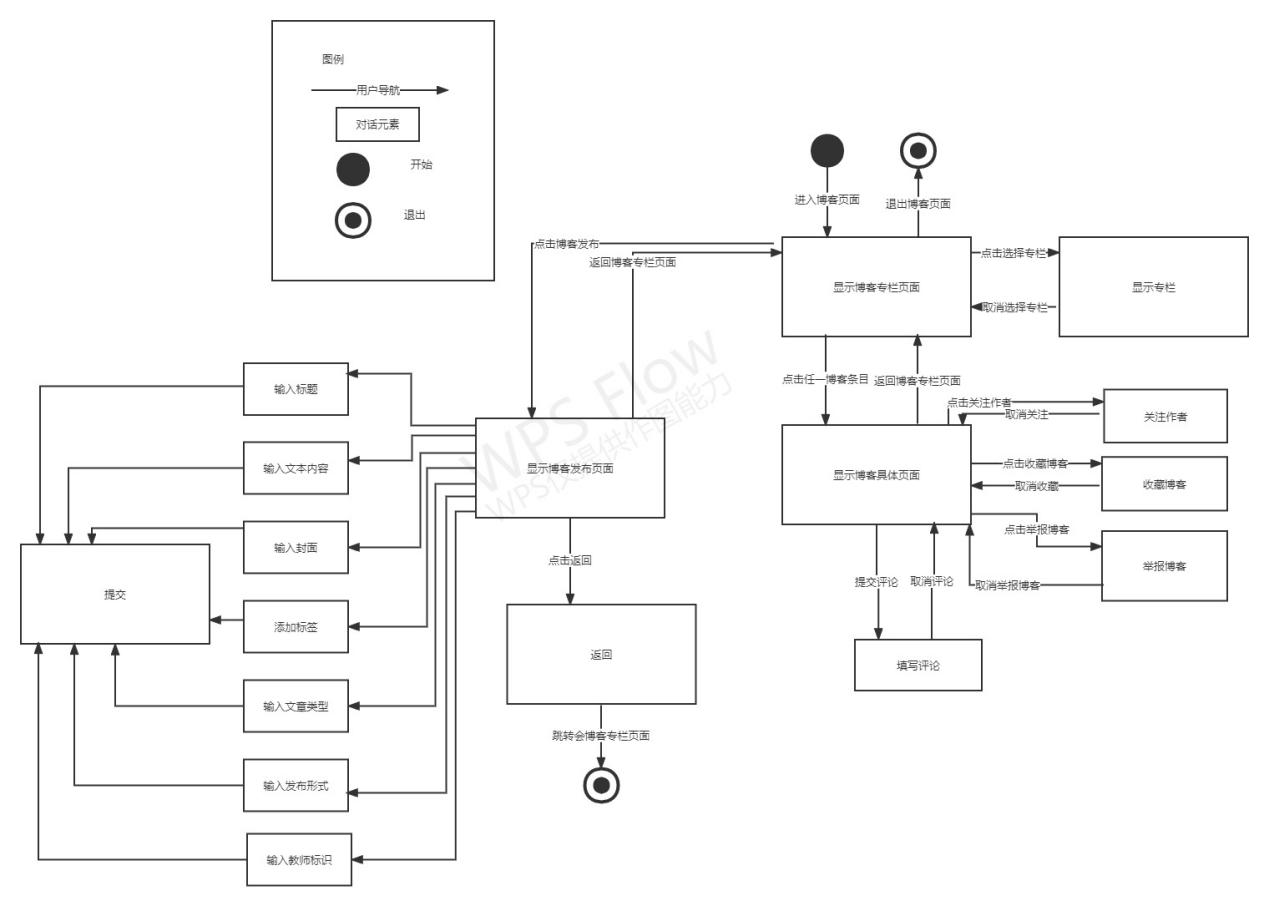 图例
用户导航
对话元素
开始
退出
进入博客页面
退出博客页面
点击博客发布
返回博客专栏页面
显示博客专栏页面
点击选择专栏
取消选择专栏
显示专栏
点击任一博客条目
返回博客专栏页面
点击关注作者
取消关注
关注作者
显示博客具体页面
点击收藏博客
取消收藏
收藏博客
点击举报博客
取消举报博客
举报博客
提交评论
取消评论
填写评论
显示博客发布页面
点击返回
返回
跳转会博客专栏页面
输入标题
输入文本内容
输入封面
添加标签
输入文章类型
输入发布形式
输入教师标识
提交
WPS Flow
WPS仅提供作图能力